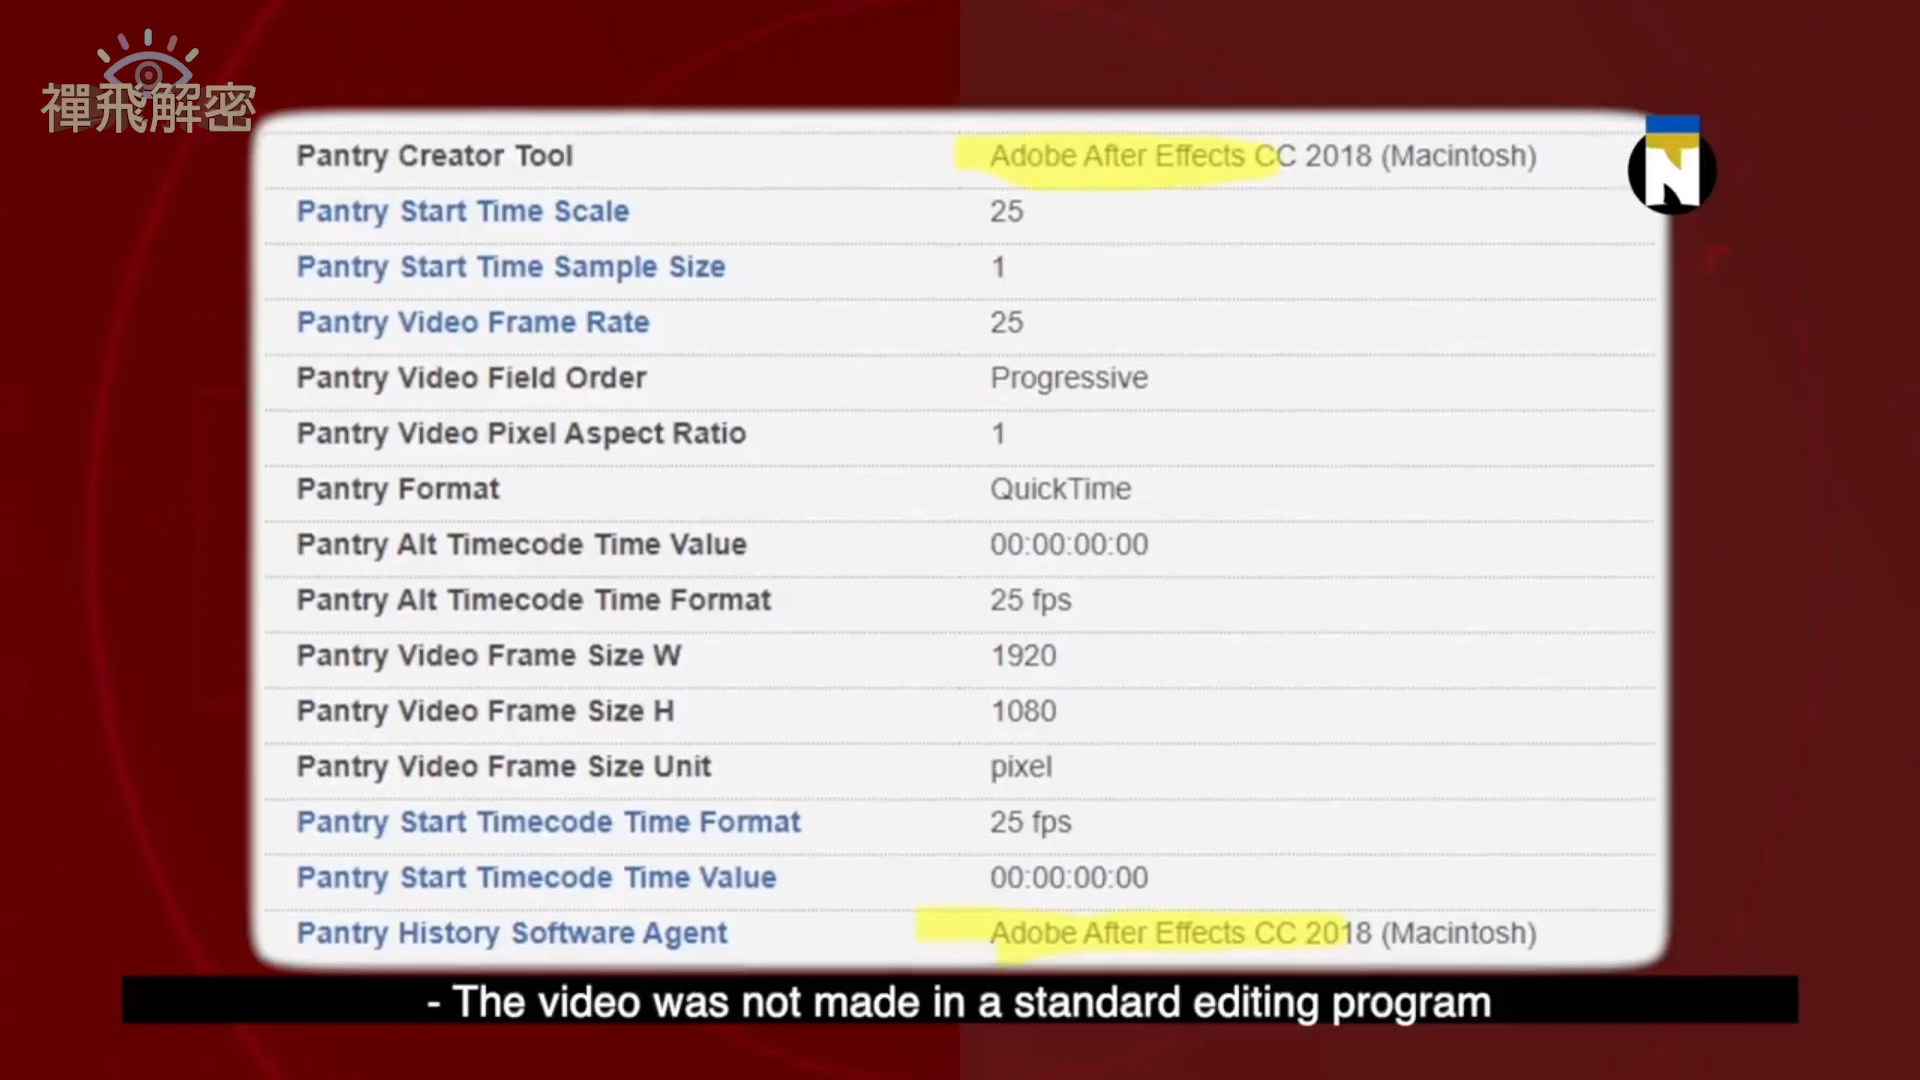 禪飛解密
N
Pantry Creator Tool Adobe After Effects CC 2018 (Macintosh)
Pantry Start Time Scale 25
Pantry Start Time Sample Size 1
Pantry Video Frame Rate 25
Pantry Video Field Order Progressive
Pantry Video Pixel Aspect Ratio 1
Pantry Format QuickTime
Pantry Alt Timecode Time Value 00:00:00:00
Pantry Alt Timecode Time Format 25 fps
Pantry Video Frame Size W 1920
Pantry Video Frame Size H 1080
Pantry Video Frame Size Unit pixel
Pantry Start Timecode Time Format 25 fps
Pantry Start Timecode Time Value 00:00:00:00
Pantry History Software Agent Adobe After Effects CC 2018 (Macintosh)
- The video was not made in a standard editing program